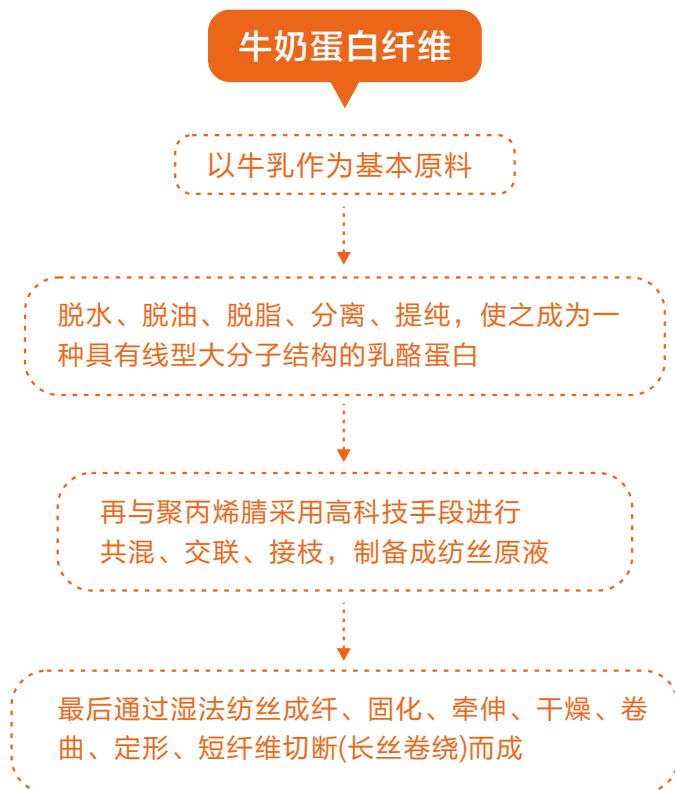 牛奶蛋白纤维
以牛乳作为基本原料
脱水、脱油、脱脂、分离、提纯，使之成为一
种具有线型大分子结构的乳酪蛋白
再与聚丙烯腈采用高科技手段进行
共混、交联、接枝，制备成纺丝原液
最后通过湿法纺丝成纤、固化、牵伸、干燥、卷
曲、定形、短纤维切断(长丝卷绕)而成